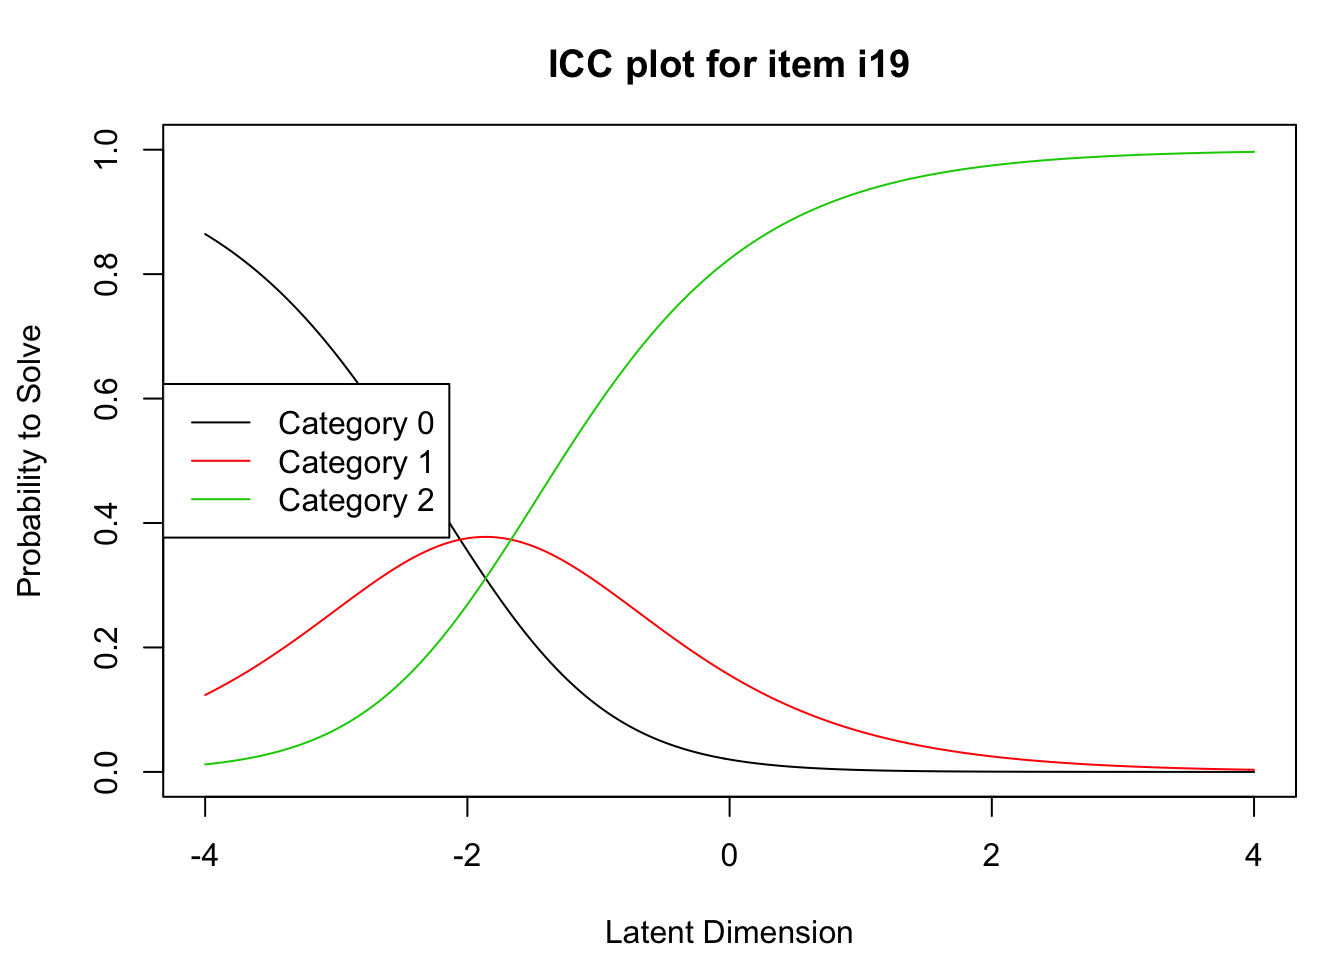 ICC plot for item i19
Probability to Solve
1.0
0.8
0.6
0.4
0.2
0.0
Category 0
Category 1
Category 2
-4 -2 0 2 4
Latent Dimension